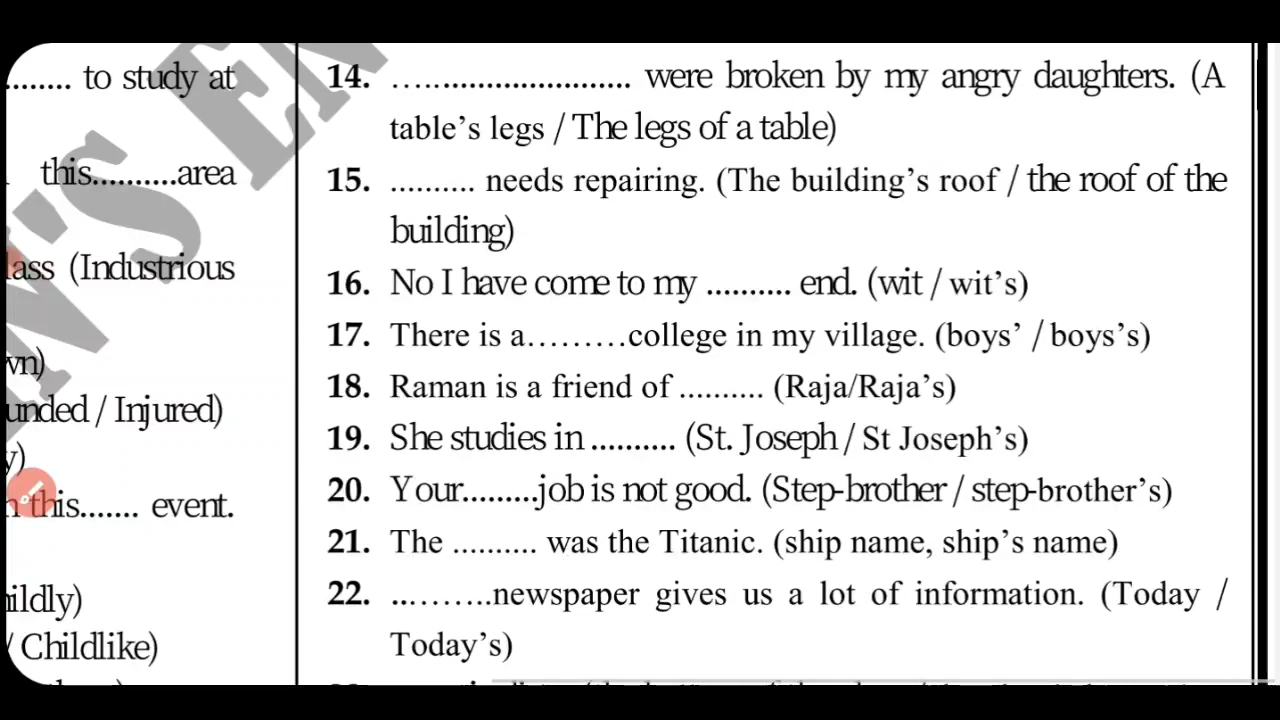 ........ to study at
this..........area
(Industrious
unded / Injured)
this....... event.
/ Childlike)
14. ........................... were broken by my angry daughters. (A
table's legs / The legs of a table)
15. .......... needs repairing. (The building's roof / the roof of the
building)
16. No I have come to my .......... end. (wit / wit's)
17. There is a.........college in my village. (boys' / boys's)
18. Raman is a friend of .......... (Raja/Raja's)
19. She studies in .......... (St. Joseph / St Joseph's)
20. Your.........job is not good. (Step-brother / step-brother's)
21. The .......... was the Titanic. (ship name, ship's name)
22. ..........newspaper gives us a lot of information. (Today /
Today's)